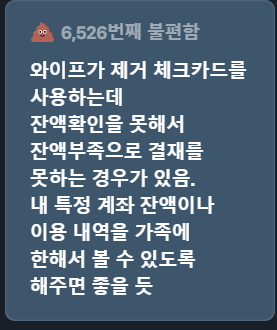 💩 6,526번째 불편함
와이프가 제거 체크카드를
사용하는데
잔액확인을 못해서
잔액부족으로 결재를
못하는 경우가 있음.
내 특정 계좌 잔액이나
이용 내역을 가족에
한해서 볼 수 있도록
해주면 좋을 듯